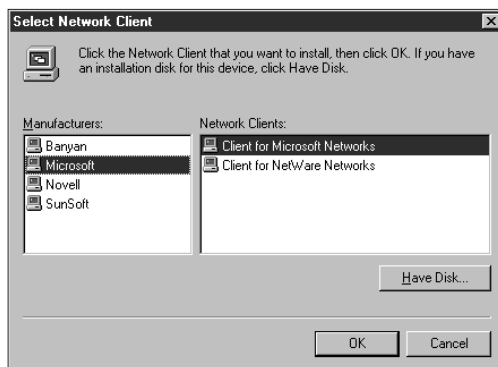 Select Network Client
Click the Network Client that you want to install, then click OK. If you have
an installation disk for this device, click Have Disk.
Manufacturers:
Banyan
Microsoft
Novell
SunSoft
Network Clients:
Client for Microsoft Networks
Client for NetWare Networks
Have Disk...
OK
Cancel